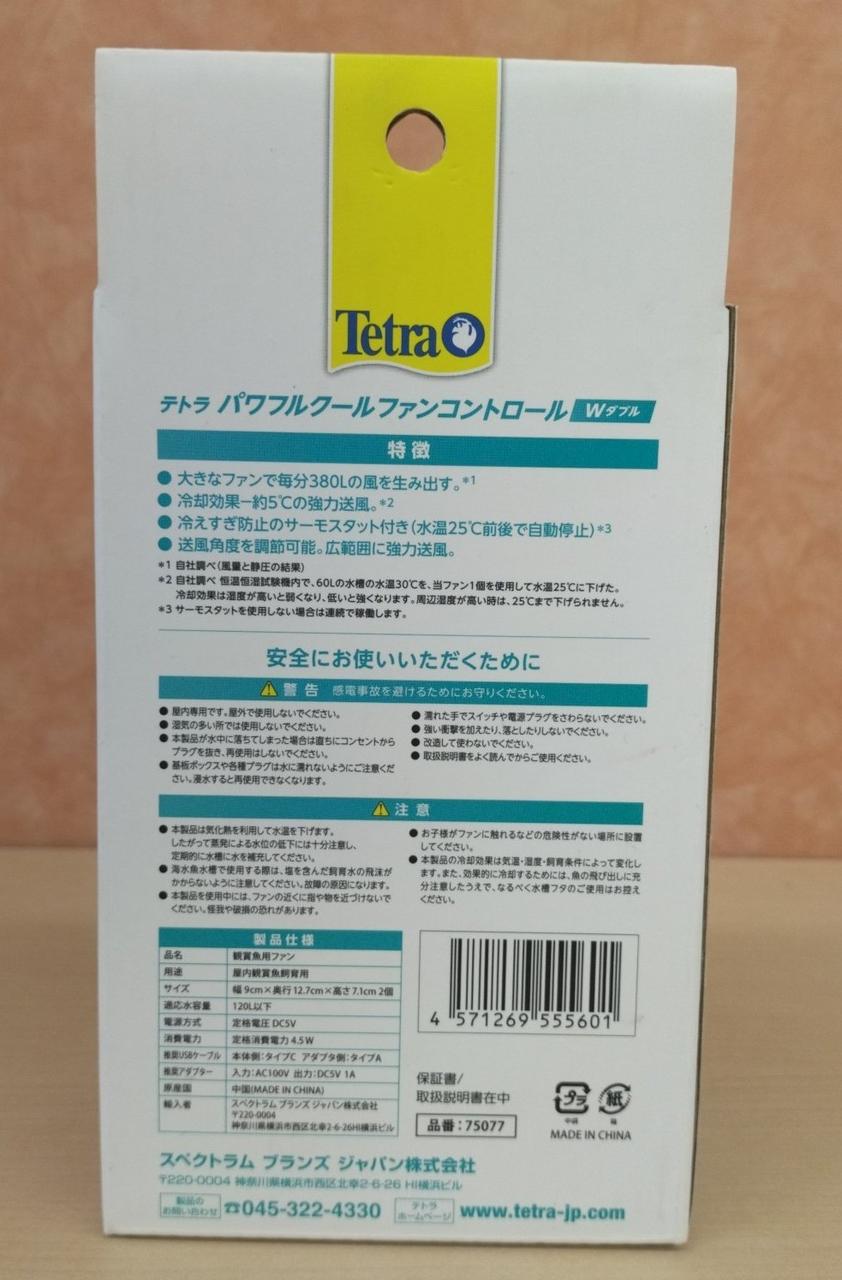 Tetra
テトラ パワフルクールファンコントロール Wダブル
特徴
● 大きなファンで毎分380Lの風を生み出す。*1
● 冷却効果−約5℃の強力送風。*2
● 冷えすぎ防止のサーモスタット付き(水温25℃前後で自動停止)*3
● 送風角度を調節可能。広範囲に強力送風。
*1 自社調べ(風量と静圧の結果)
*2 自社調べ 恒温恒湿試験機内で、60Lの水槽の水温30℃を、当ファン1個を使用して水温25℃に下げた。
冷却効果は湿度が高いと弱くなり、低いと強くなります。周辺湿度が高い時は、25℃まで下げられません。
*3 サーモスタットを使用しない場合は連続で稼働します。
安全にお使いいただくために
警告 感電事故を避けるためにお守りください。
● 屋内専用です。屋外で使用しないでください。
● 湿気の多い所では使用しないでください。
● 本製品が水中に落ちてしまった場合は直ちにコンセントから
プラグを抜き、再使用はしないでください。
● 基板ボックスや各種プラグは水に濡れないようにご注意くだ
さい。浸水すると再使用できなくなります。
● 濡れた手でスイッチや電源プラグをさわらないでください。
● 強い衝撃を加えたり、落としたりしないでください。
● 改造して使わないでください。
● 取扱説明書をよく読んでからご使用ください。
注意
● 本製品は気化熱を利用して水温を下げます。
したがって蒸発による水位の低下には十分注意し、
定期的に水槽に水を補充してください。
● 海水魚水槽で使用する際は、塩を含んだ飼育水の飛沫が
かからないように注意してください。故障の原因になります。
● 本製品を使用中には、ファンの近くに指や物を近づけないで
ください。怪我や破損の恐れがあります。
● お子様がファンに触れるなどの危険性がない場所に設置
してください。
● 本製品の冷却効果は気温・湿度・飼育条件によって変化し
ます。また、効果的に冷却するためには、魚の飛び出しに充
分注意したうえで、なるべく水槽フタのご使用はお控え
ください。
製品仕様
品名 観賞魚用ファン
用途 屋内観賞魚飼育用
サイズ 幅 9cm×奥行 12.7cm×高さ 7.1cm 2個
適応水容量 120L以下
電源方式 定格電圧 DC5V
消費電力 定格消費電力 4.5W
推奨USBケーブル 本体側:タイプC アダプタ側:タイプA
推奨アダプター 入力:AC100V 出力:DC5V 1A
原産国 中国(MADE IN CHINA)
輸入者 スペクトラム ブランズ ジャパン株式会社
〒220-0004
神奈川県横浜市西区北幸2-6-26HI横浜ビル
4 571269 555601
保証書/
取扱説明書在中
品番:75077
プラ
紙
MADE IN CHINA
スペクトラム ブランズ ジャパン株式会社
〒220-0004 神奈川県横浜市西区北幸2-6-26 HI横浜ビル
製品の
お問い合わせ ☎045-322-4330
テトラ
ホームページ www.tetra-jp.com